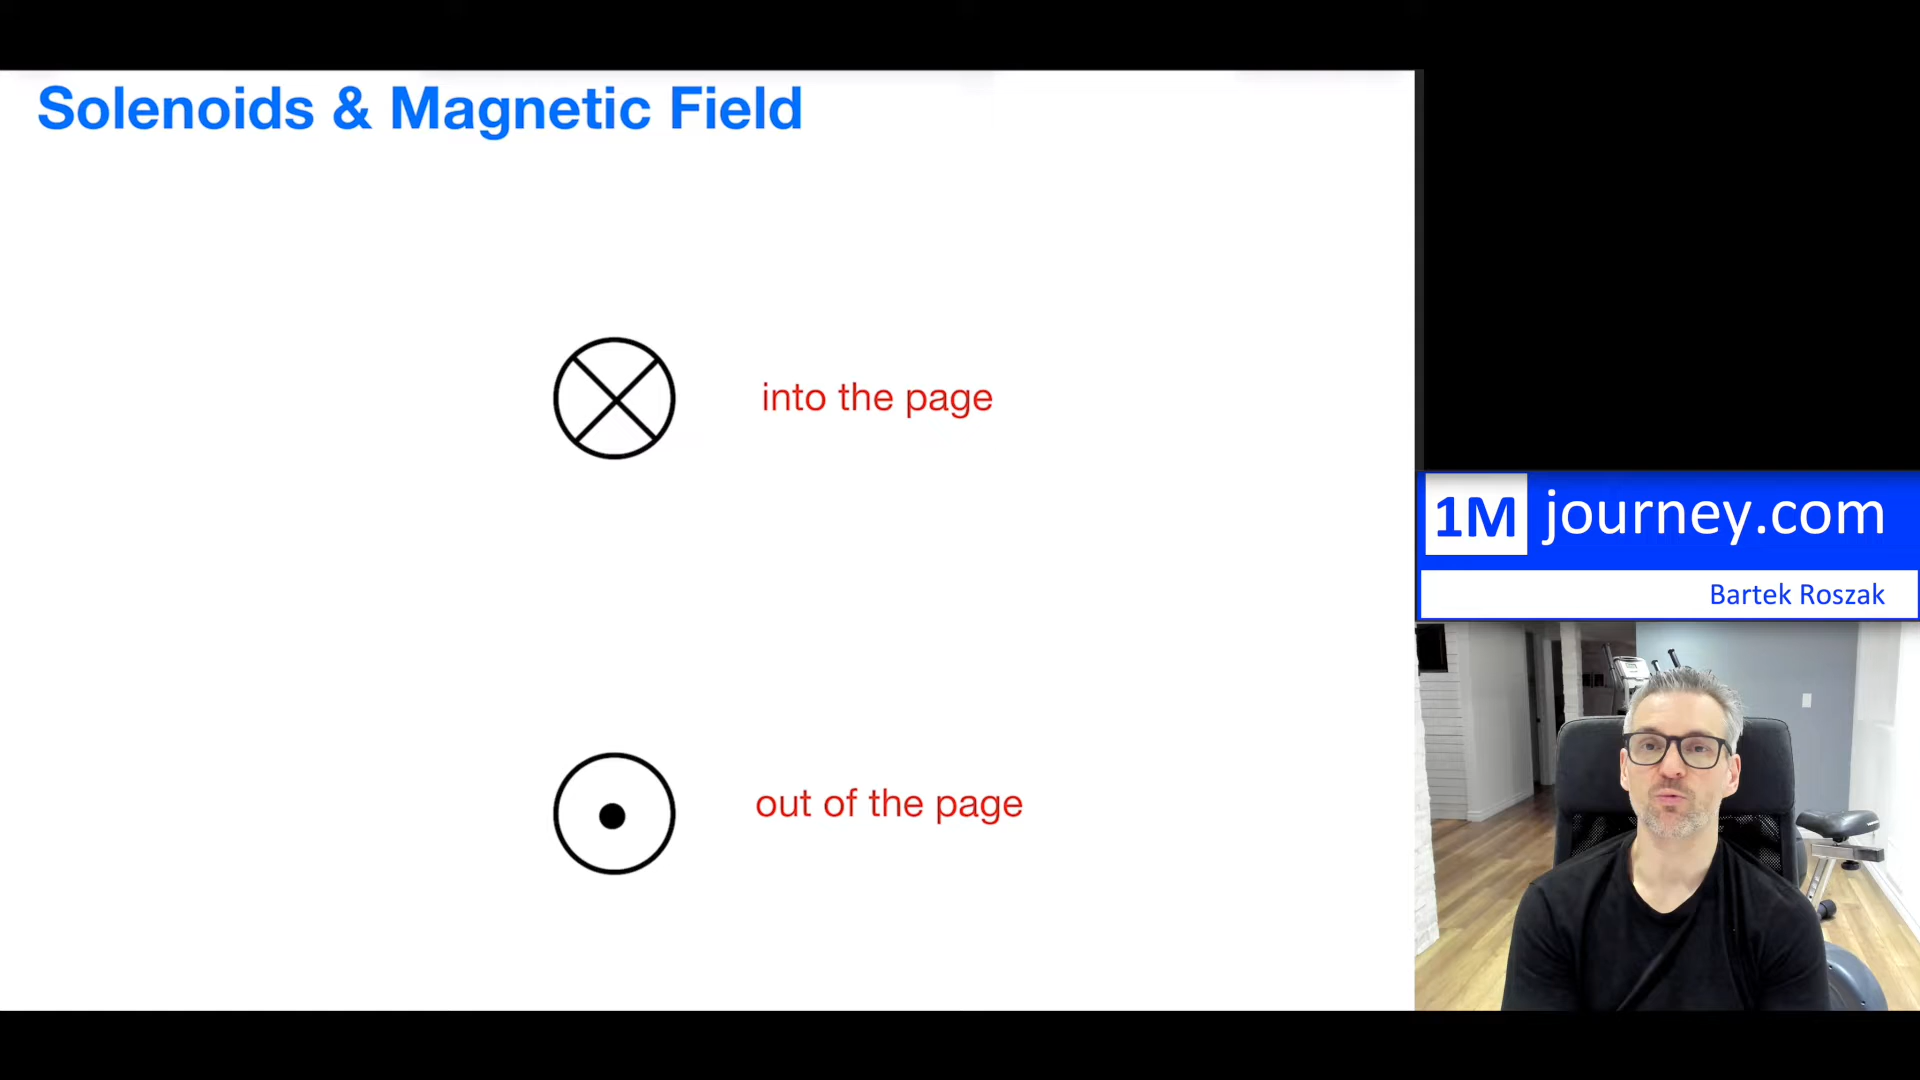 Solenoids & Magnetic Field
into the page
out of the page
1M journey.com
Bartek Roszak